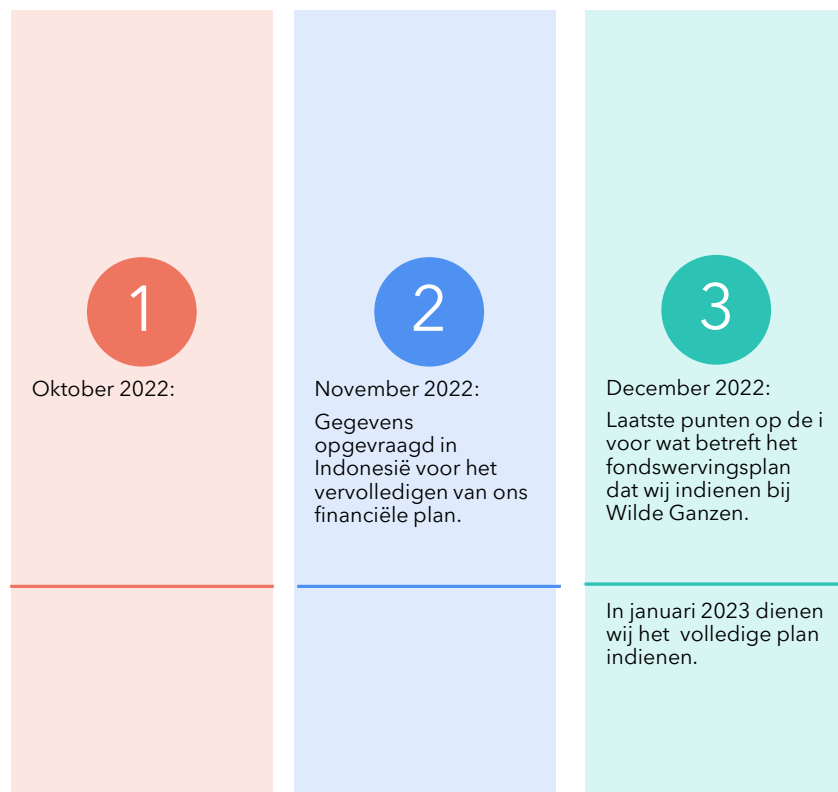 1
Oktober 2022:
2
November 2022:
Gegevens
opgevraagd in
Indonesië voor het
vervolledigen van ons
financiële plan.
3
December 2022:
Laatste punten op de i
voor wat betreft het
fondswervingsplan
dat wij indienen bij
Wilde Ganzen.
In januari 2023 dienen
wij het  volledige plan
indienen.